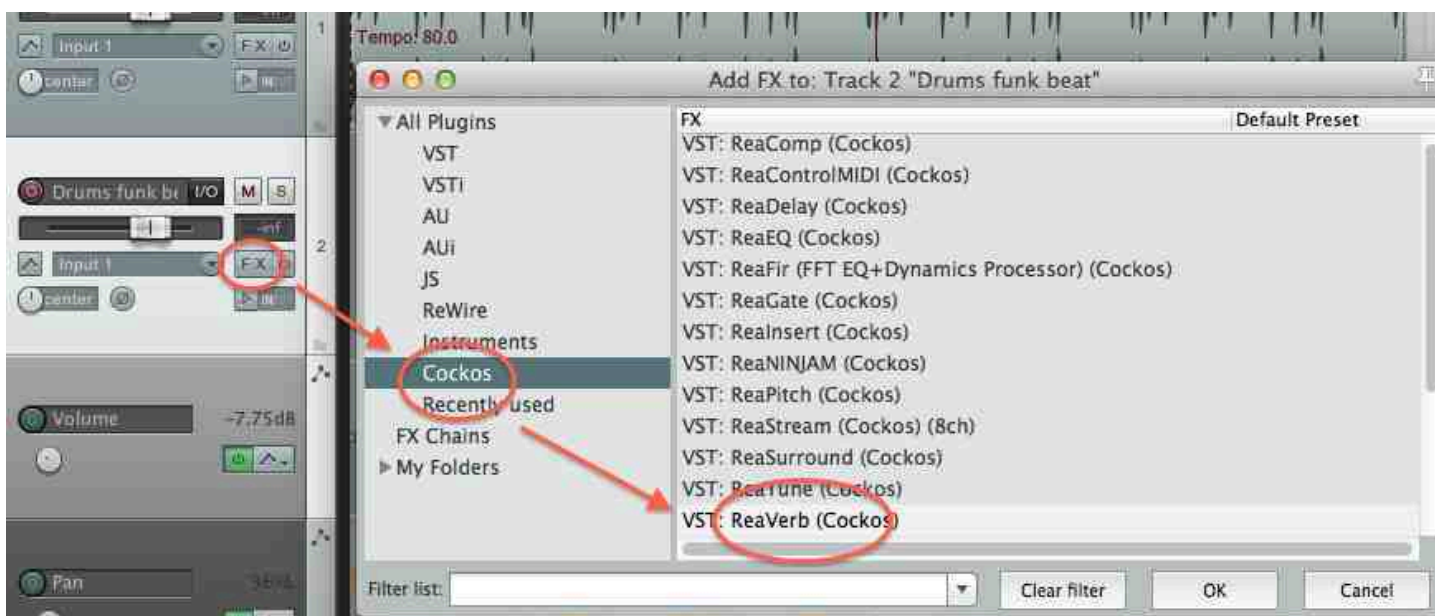 Input 1
FX
center
IN
1
Tempo: 80.0
Add FX to: Track 2 "Drums funk beat"
Drums funk be
I/O
M
S
-inf
Input 1
FX
2
center
IN
Volume
-7.75dB
Pan
All Plugins
VST
VSTi
AU
AUi
JS
ReWire
Instruments
Cockos
Recently used
FX Chains
My Folders
FX
Default Preset
VST: ReaComp (Cockos)
VST: ReaControlMIDI (Cockos)
VST: ReaDelay (Cockos)
VST: ReaEQ (Cockos)
VST: ReaFir (FFT EQ+Dynamics Processor) (Cockos)
VST: ReaGate (Cockos)
VST: ReaInsert (Cockos)
VST: ReaNINJAM (Cockos)
VST: ReaPitch (Cockos)
VST: ReaStream (Cockos) (8ch)
VST: ReaSurround (Cockos)
VST: ReaTune (Cockos)
VST: ReaVerb (Cockos)
Filter list:
Clear filter
OK
Cancel